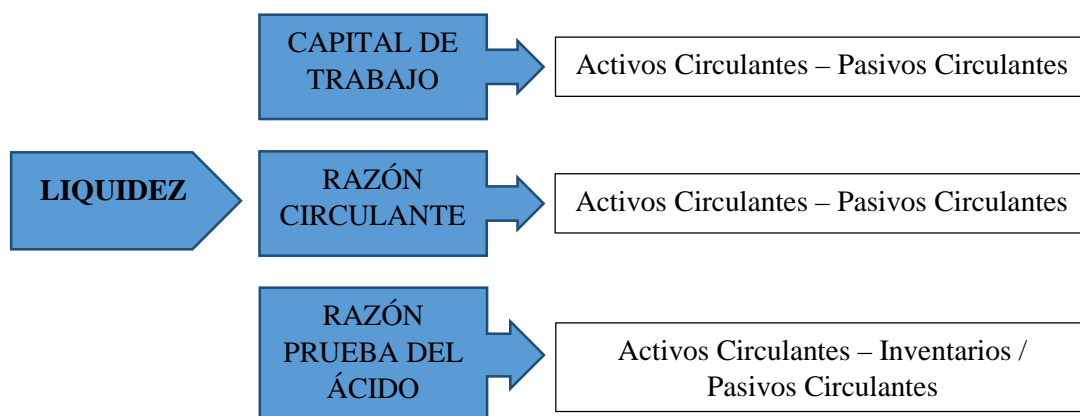 LIQUIDEZ
CAPITAL DE
TRABAJO
Activos Circulantes – Pasivos Circulantes
RAZÓN
CIRCULANTE
Activos Circulantes – Pasivos Circulantes
RAZÓN
PRUEBA DEL
ÁCIDO
Activos Circulantes – Inventarios /
Pasivos Circulantes